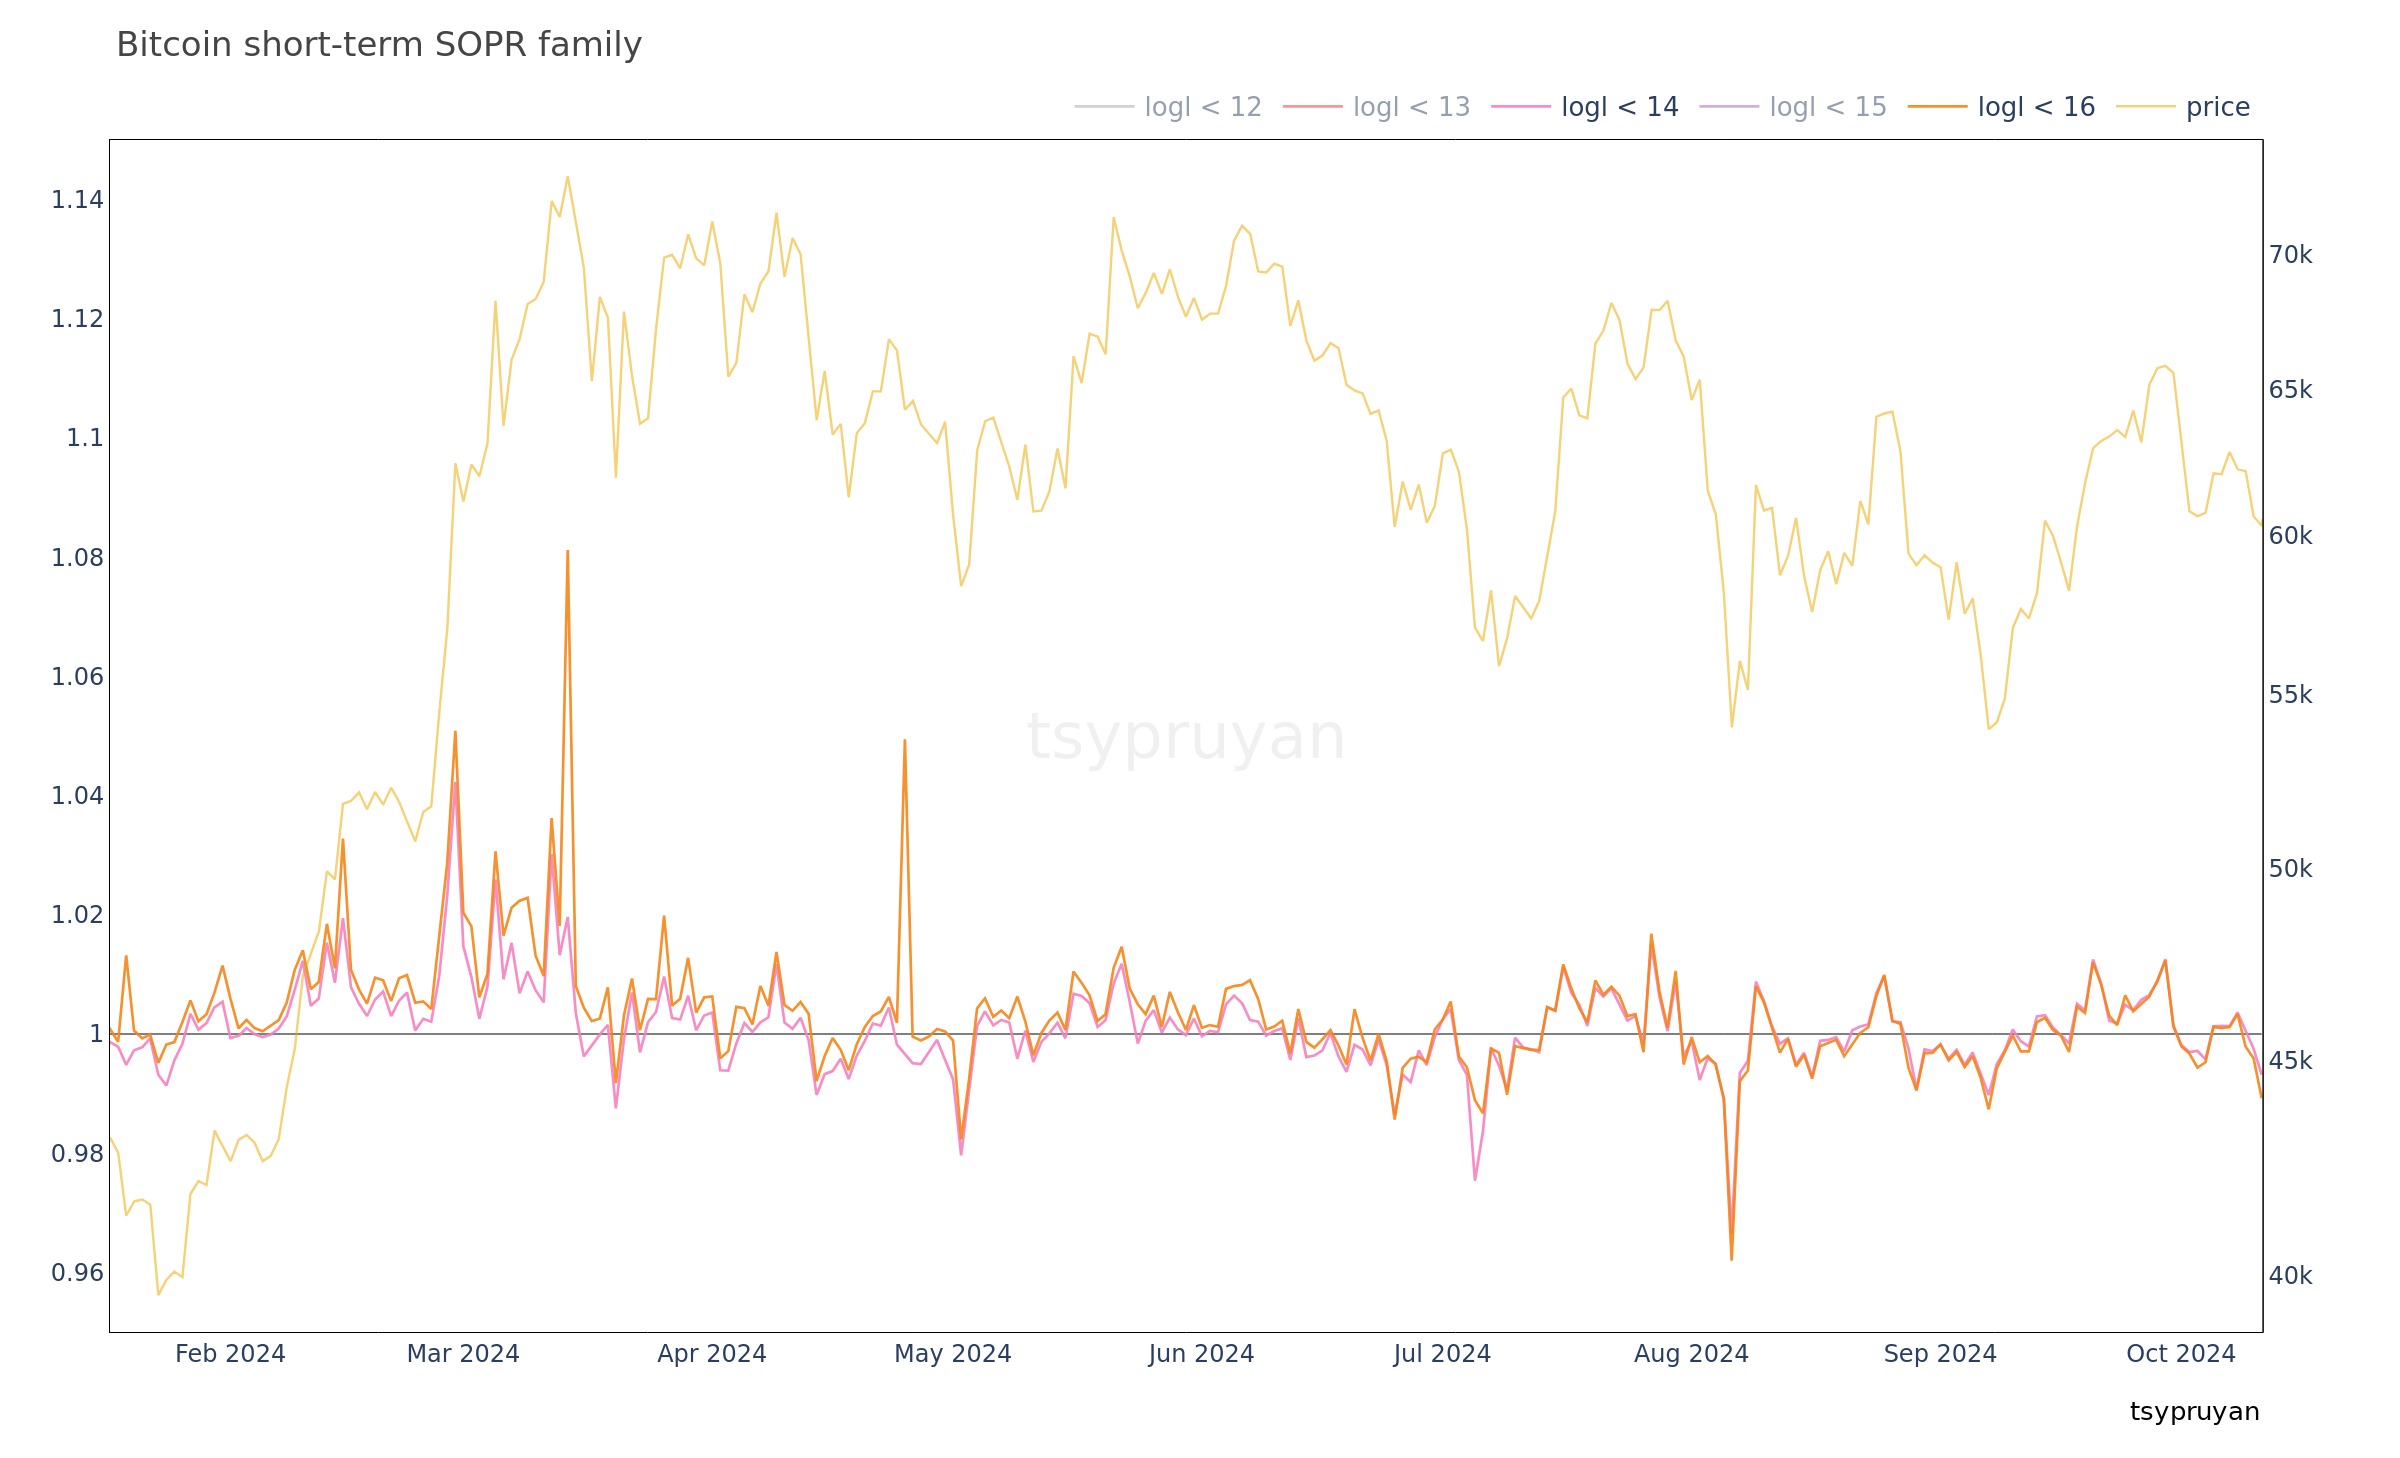 Bitcoin short-term SOPR family
logl < 12 logl < 13 logl < 14 logl < 15 logl < 16 price
1.14
1.12
1.1
1.08
1.06
1.04
1.02
1
0.98
0.96
70k
65k
60k
55k
50k
45k
40k
tsypruyan
Feb 2024 Mar 2024 Apr 2024 May 2024 Jun 2024 Jul 2024 Aug 2024 Sep 2024 Oct 2024
tsypruyan